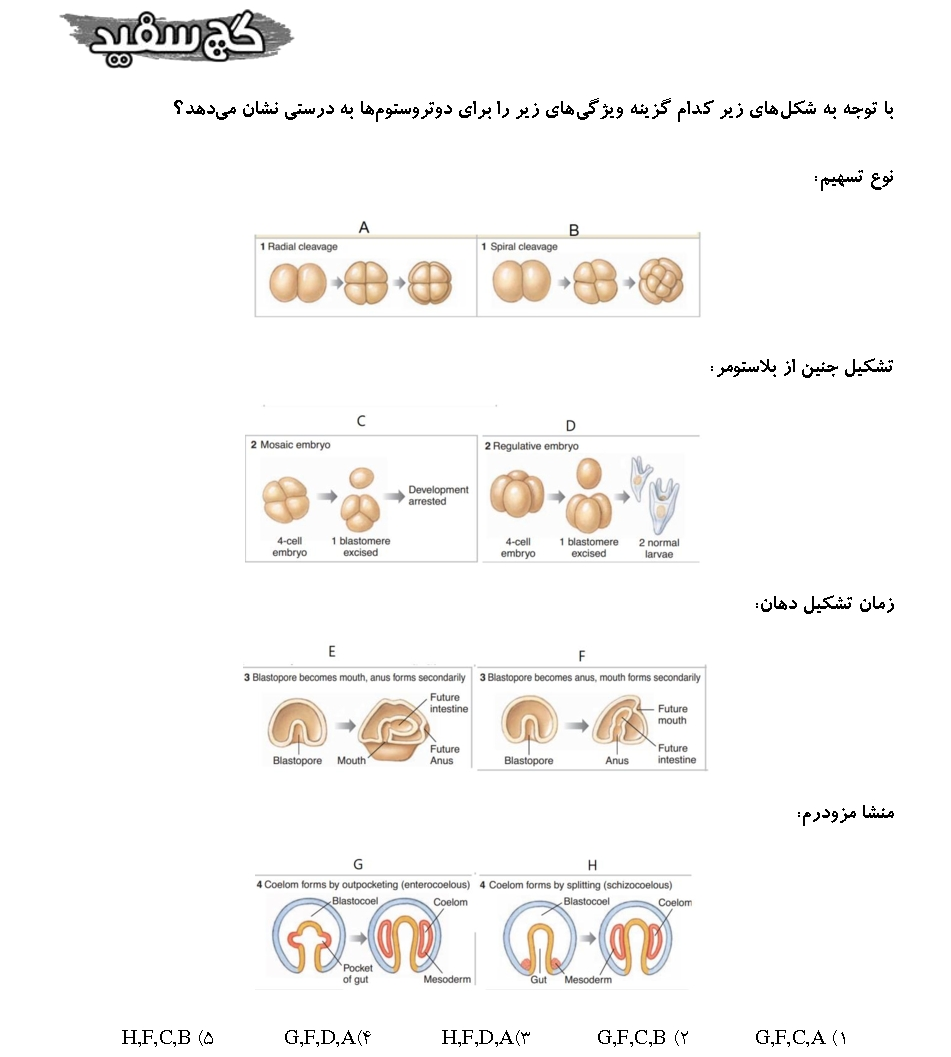 گچ سفید
با توجه به شکل‌های زیر کدام گزینه ویژگی‌های زیر را برای دوتروستوم‌ها به درستی نشان می‌دهد؟
نوع تسهیم:
A B
1 Radial cleavage 1 Spiral cleavage
تشکیل جنین از بلاستومر:
C D
2 Mosaic embryo 2 Regulative embryo
Development
arrested
4-cell
embryo
1 blastomere
excised
4-cell
embryo
1 blastomere
excised
2 normal
larvae
زمان تشکیل دهان:
E F
3 Blastopore becomes mouth, anus forms secondarily 3 Blastopore becomes anus, mouth forms secondarily
Future
intestine
Blastopore Mouth
Future
Anus
Future
mouth
Blastopore Anus
Future
intestine
منشا مزودرم:
G H
4 Coelom forms by outpocketing (enterocoelous) 4 Coelom forms by splitting (schizocoelous)
Blastocoel Coelom Blastocoel Coelom
Pocket
of gut
Mesoderm
Gut Mesoderm
۱) G,F,C,A ۲) G,F,C,B ۳)H,F,D,A ۴)G,F,D,A ۵) H,F,C,B